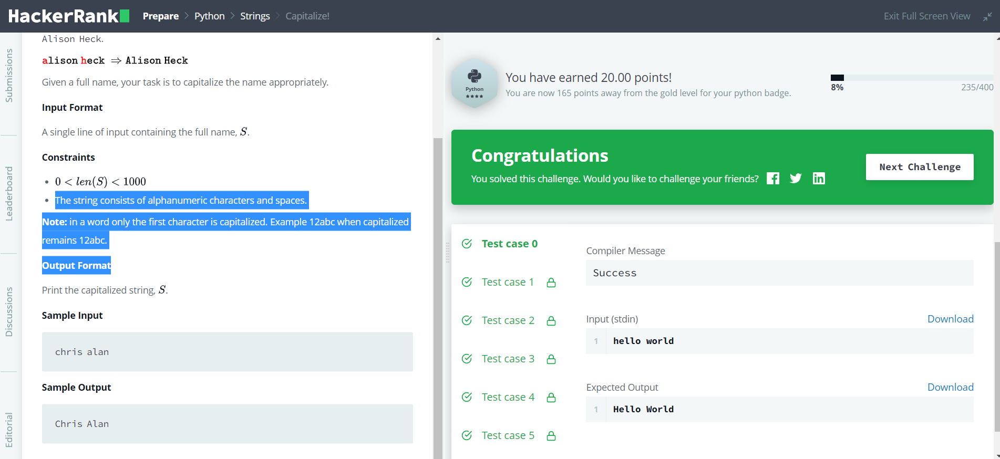 HackerRank
Prepare > Python > Strings > Capitalize!
Exit Full Screen View
Submissions
Leaderboard
Discussions
Editorial
Alison Heck.
alison heck ⇒ Alison Heck
Given a full name, your task is to capitalize the name appropriately.
Input Format
A single line of input containing the full name, S.
Constraints
• 0 < len(S) < 1000
• The string consists of alphanumeric characters and spaces.
Note: in a word only the first character is capitalized. Example 12abc when capitalized
remains 12abc.
Output Format
Print the capitalized string, S.
Sample Input
chris alan
Sample Output
Chris Alan
Python
★★★★
You have earned 20.00 points!
You are now 165 points away from the gold level for your python badge.
8%
235/400
Congratulations
You solved this challenge. Would you like to challenge your friends?
Next Challenge
Test case 0
Test case 1
Test case 2
Test case 3
Test case 4
Test case 5
Compiler Message
Success
Input (stdin)
Download
1 hello world
Expected Output
Download
1 Hello World